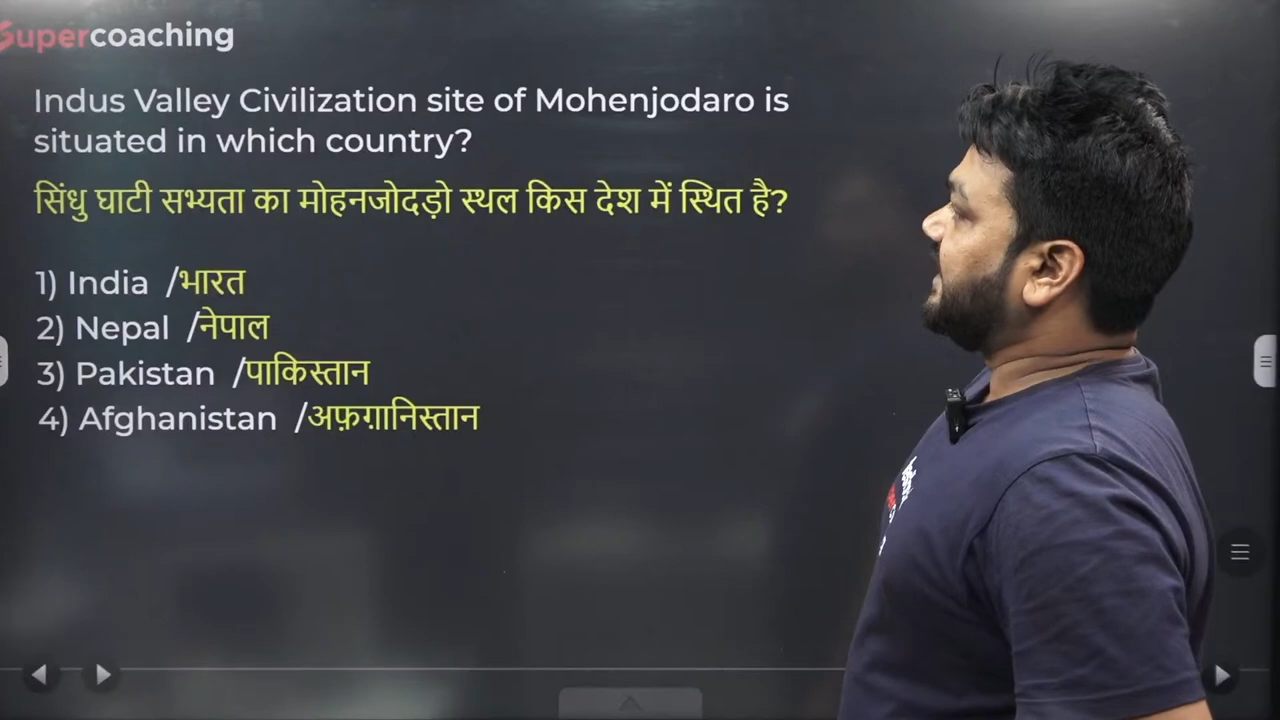 Supercoaching
Indus Valley Civilization site of Mohenjodaro is
situated in which country?
सिंधु घाटी सभ्यता का मोहनजोदड़ो स्थल किस देश में स्थित है?
1) India /भारत
2) Nepal /नेपाल
3) Pakistan /पाकिस्तान
4) Afghanistan /अफ़ग़ानिस्तान